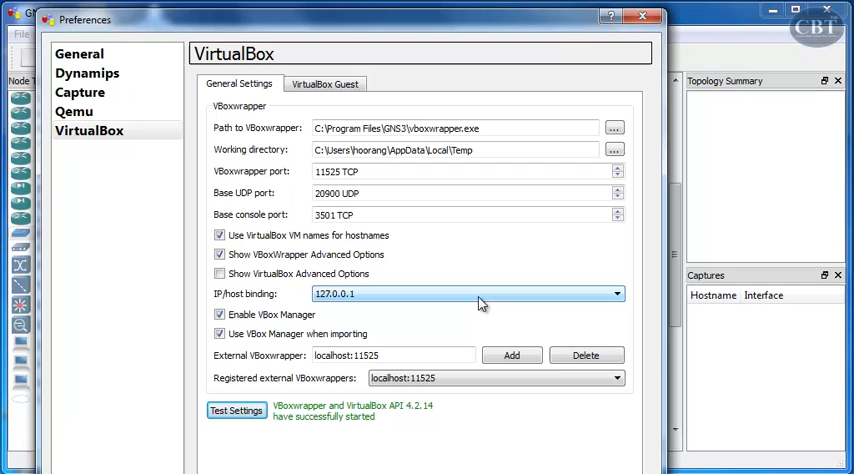 GN
Preferences
CBT
File
General
Dynamips
Capture
Qemu
VirtualBox
VirtualBox
General Settings
VirtualBox Guest
VBoxwrapper
Path to VBoxwrapper: C:\Program Files\GNS3\vboxwrapper.exe ...
Working directory: C:\Users\hoorang\AppData\Local\Temp ...
VBoxwrapper port: 11525 TCP
Base UDP port: 20900 UDP
Base console port: 3501 TCP
Use VirtualBox VM names for hostnames
Show VBoxWrapper Advanced Options
Show VirtualBox Advanced Options
IP/host binding: 127.0.0.1
Enable VBox Manager
Use VBox Manager when importing
External VBoxwrapper: localhost:11525 Add Delete
Registered external VBoxwrappers: localhost:11525
Test Settings
VBoxwrapper and VirtualBox API 4.2.14
have successfully started
Node T
Topology Summary
Captures
Hostname Interface